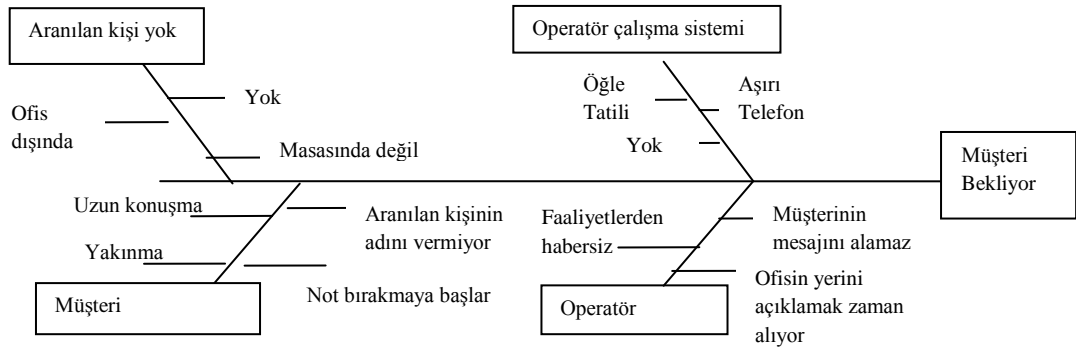 Aranılan kişi yok
Operatör çalışma sistemi
Yok
Ofis
dışında
Masasında değil
Öğle
Tatili
Aşırı
Telefon
Yok
Müşteri
Bekliyor
Uzun konuşma
Aranılan kişinin
adını vermiyor
Yakınma
Not bırakmaya başlar
Müşteri
Faaliyetlerden
habersiz
Müşterinin
mesajını alamaz
Ofisin yerini
açıklamak zaman
alıyor
Operatör